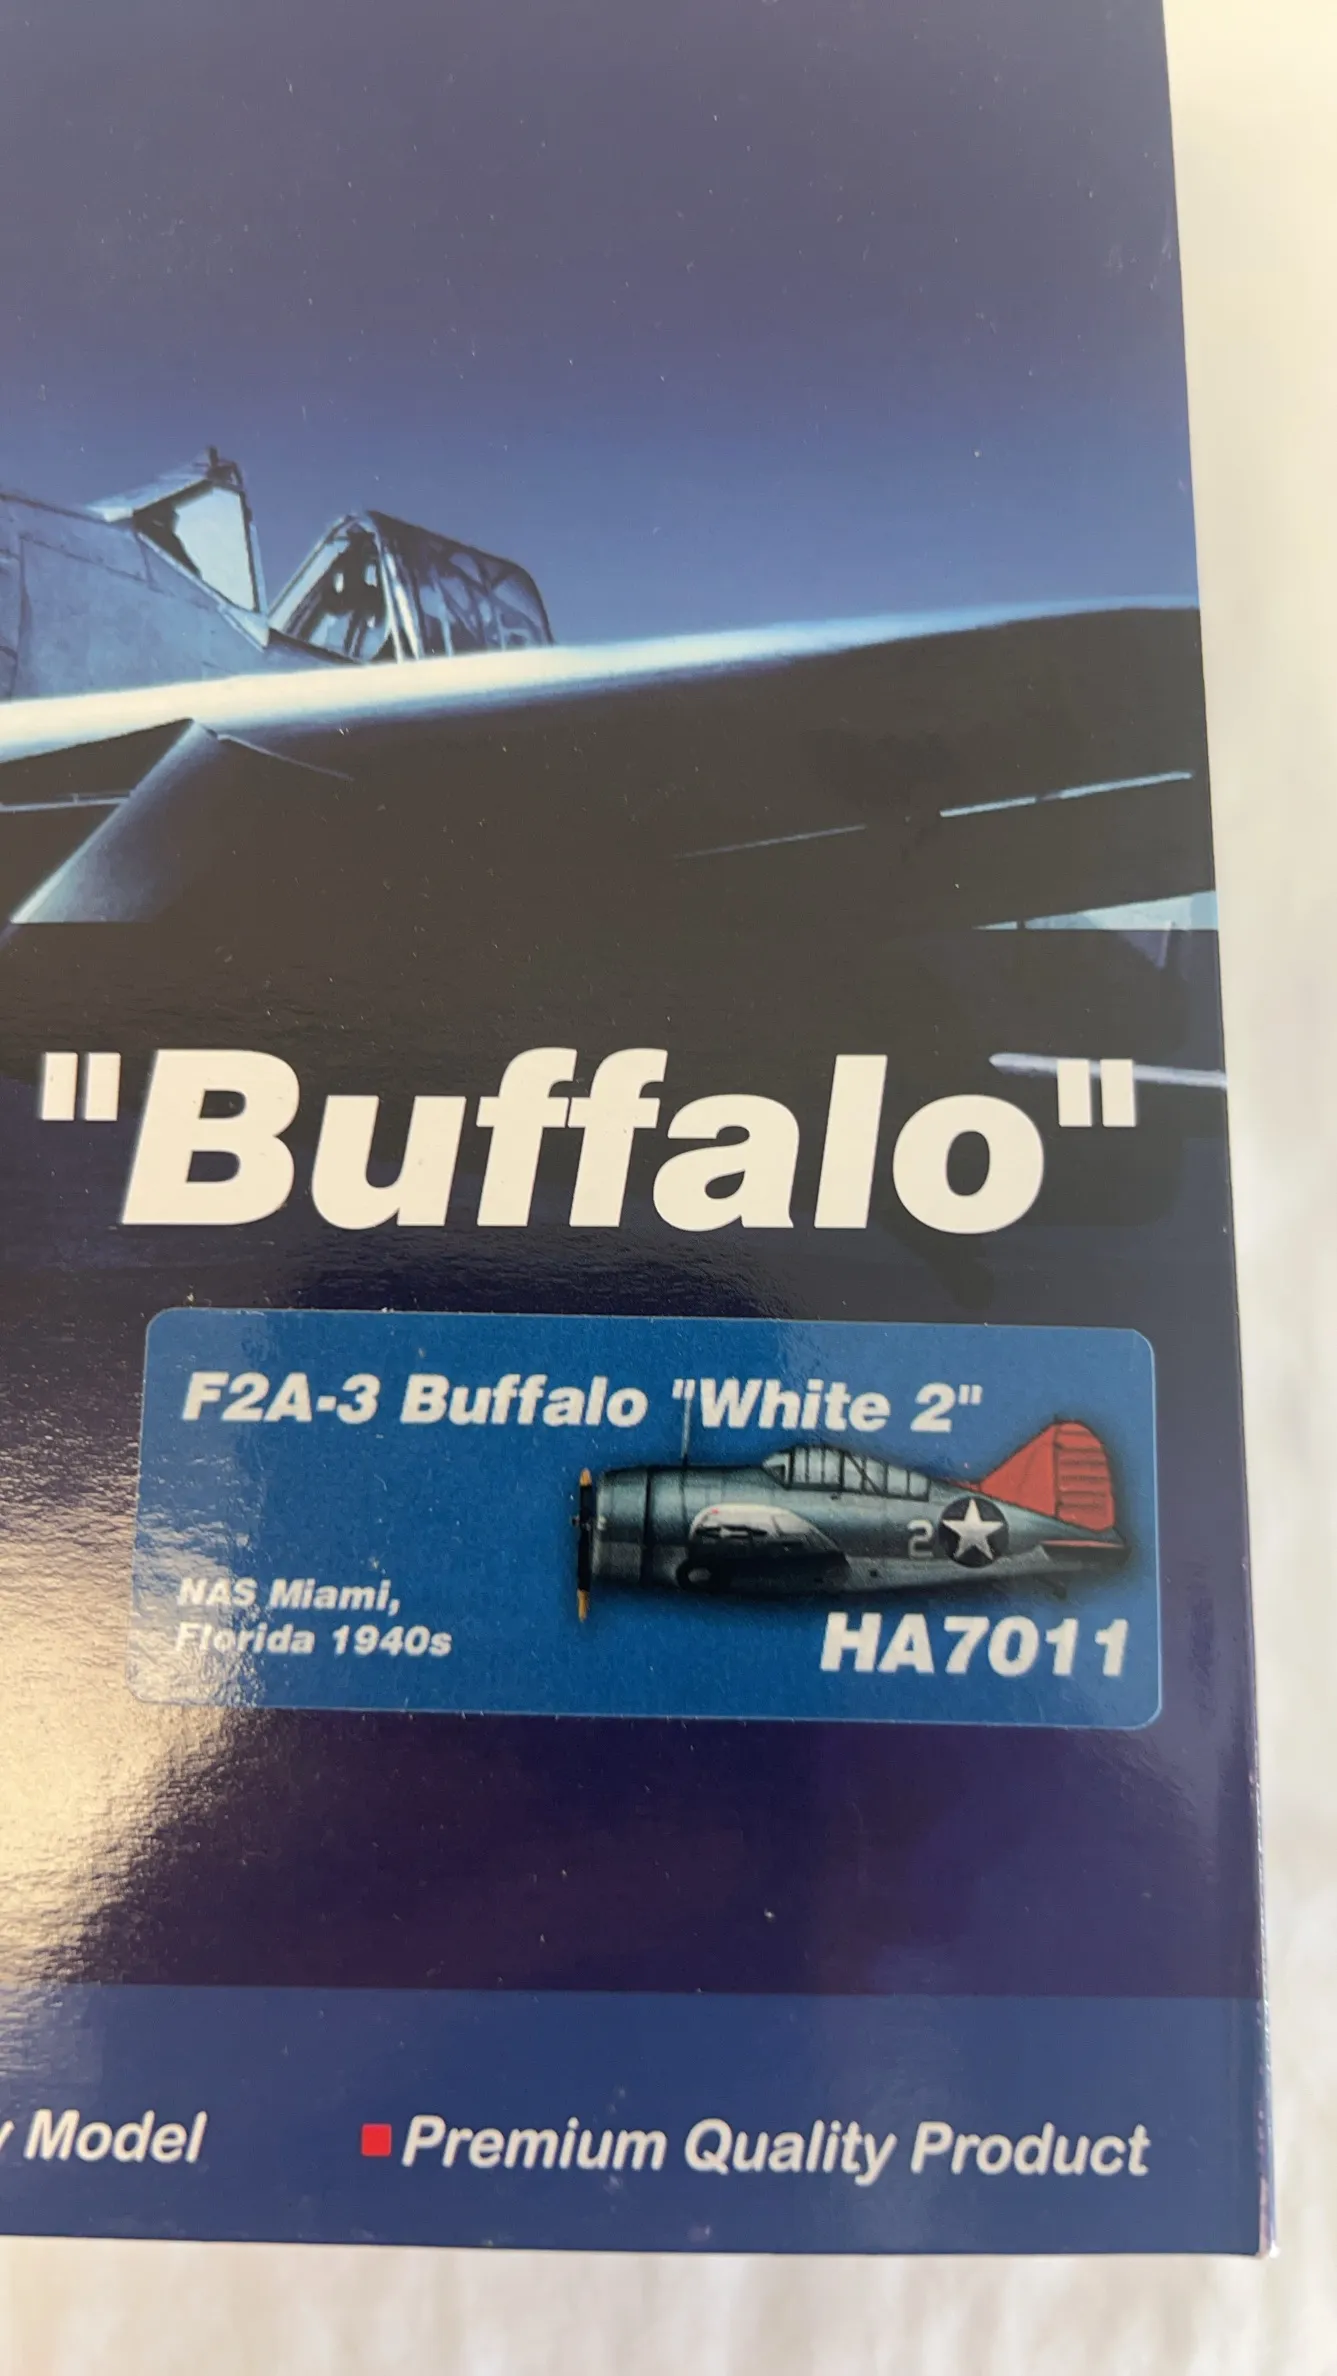 "Buffalo"
F2A-3 Buffalo "White 2"
2
NAS Miami,
Florida 1940s
HA7011
Model
Premium Quality Product